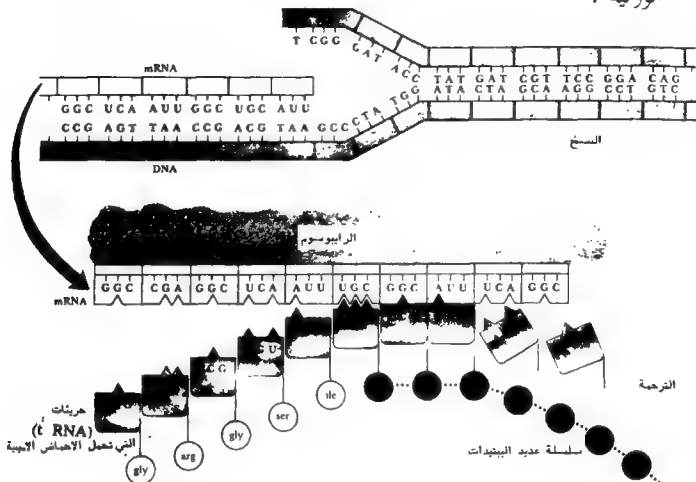 T CGG GAT ACC TAT GAT CGT TCC GGA CAG
mRNA
GGC UCA AUU GGC UGC AUU
CCG AGT TAA CCG ACG TAA GCC CTA TGG ATA CTA GCA AGG CCT GTC
DNA
النسخ
الرايبوسوم
mRNA
GGC CGA GGC UCA AUU UGC GGC AUU UCA GGC
CG
GU
الترجمة
(t RNA)
التي تحمل الاحماض الامينية
gly
arg
gly
ser
ile
سلسلة عديد الببتيدات